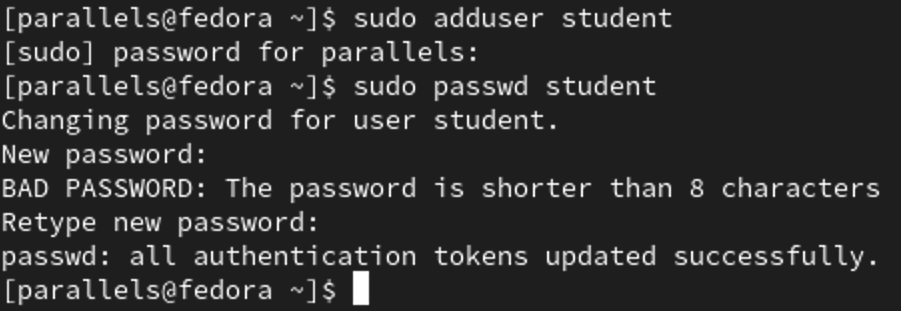 [parallels@fedora ~]$ sudo adduser student
[sudo] password for parallels:
[parallels@fedora ~]$ sudo passwd student
Changing password for user student.
New password:
BAD PASSWORD: The password is shorter than 8 characters
Retype new password:
passwd: all authentication tokens updated successfully.
[parallels@fedora ~]$